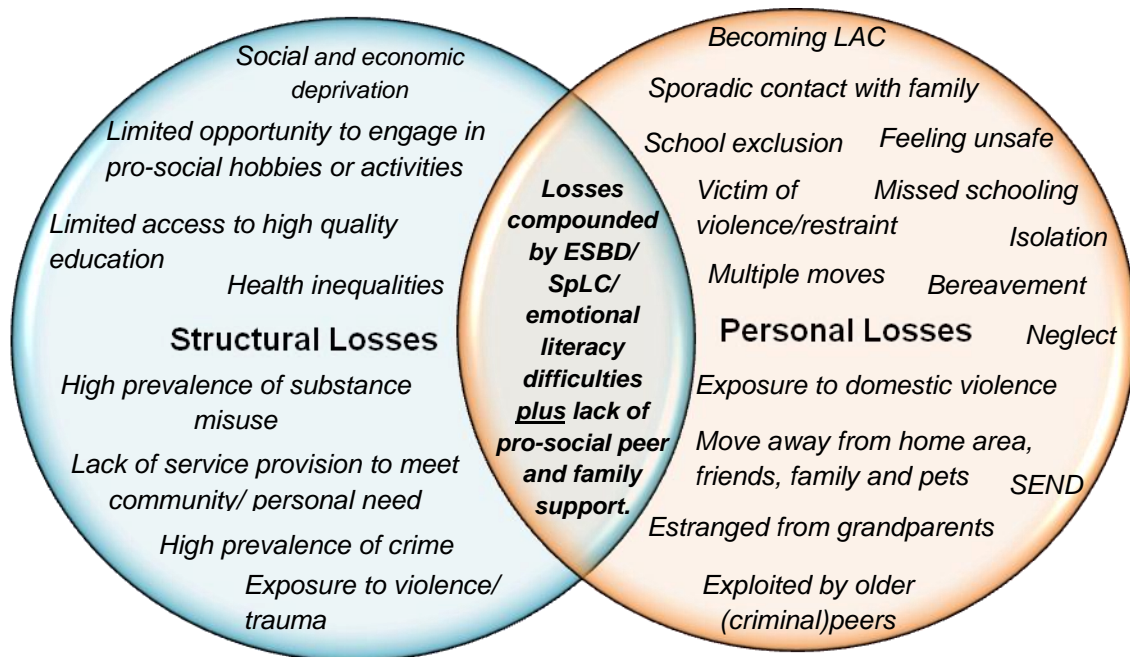 Social and economic
deprivation
Limited opportunity to engage in
pro-social hobbies or activities
Limited access to high quality
education
Health inequalities
Structural Losses
High prevalence of substance
misuse
Lack of service provision to meet
community/ personal need
High prevalence of crime
Exposure to violence/
trauma
Losses
compounded
by ESBD/
SpLC/
emotional
literacy
difficulties
plus lack of
pro-social peer
and family
support.
Becoming LAC
Sporadic contact with family
School exclusion
Feeling unsafe
Victim of
violence/restraint
Missed schooling
Isolation
Multiple moves
Bereavement
Personal Losses
Neglect
Exposure to domestic violence
Move away from home area,
friends, family and pets
SEND
Estranged from grandparents
Exploited by older
(criminal)peers